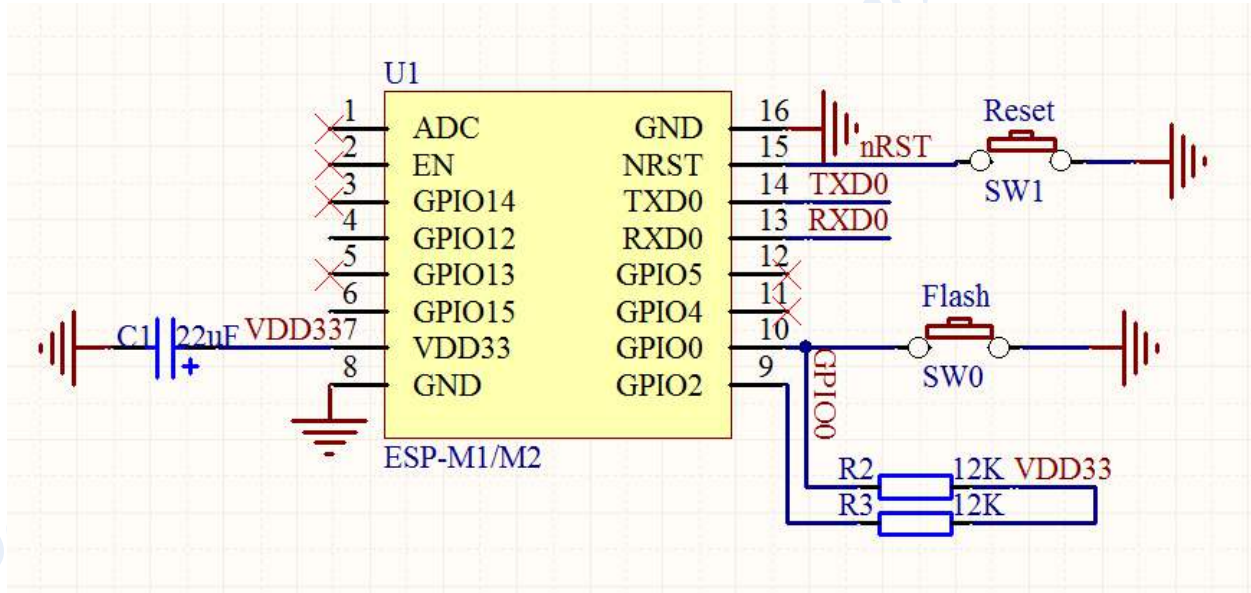 U1
1 ADC GND 16
2 EN NRST 15 nRST
3 GPIO14 TXD0 14 TXD0
4 GPIO12 RXD0 13 RXD0
5 GPIO13 GPIO5 12
6 GPIO15 GPIO4 11
C1 22uF VDD33 7 VDD33 GPIO0 10
8 GND GPIO2 9
ESP-M1/M2
Reset
SW1
Flash
SW0
GPIO0
R2 12K VDD33
R3 12K
+